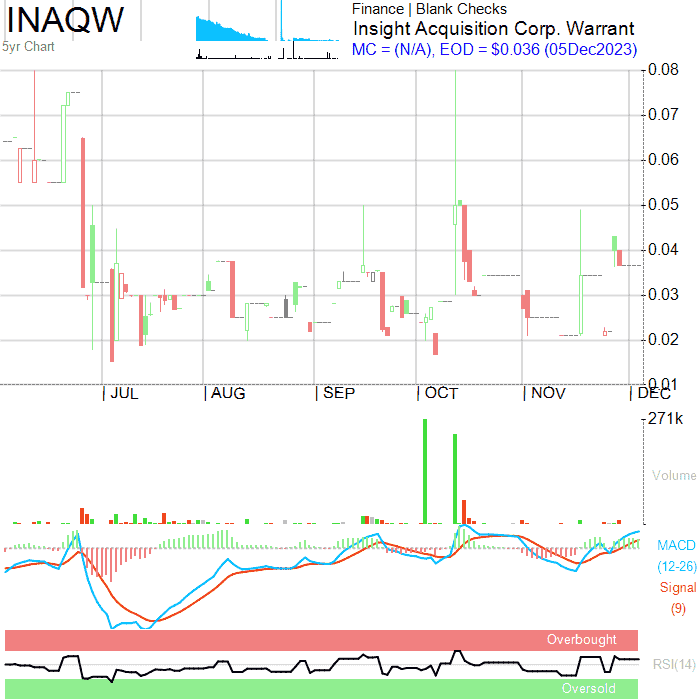 INAQW
5yr Chart
Finance | Blank Checks
Insight Acquisition Corp. Warrant
MC = (N/A), EOD = $0.036 (05Dec2023)
0.08
0.07
0.06
0.05
0.04
0.03
0.02
0.01
| JUL | AUG | SEP | OCT | NOV | DEC
271k
Volume
MACD
(12-26)
Signal
(9)
Overbought
RSI(14)
Oversold